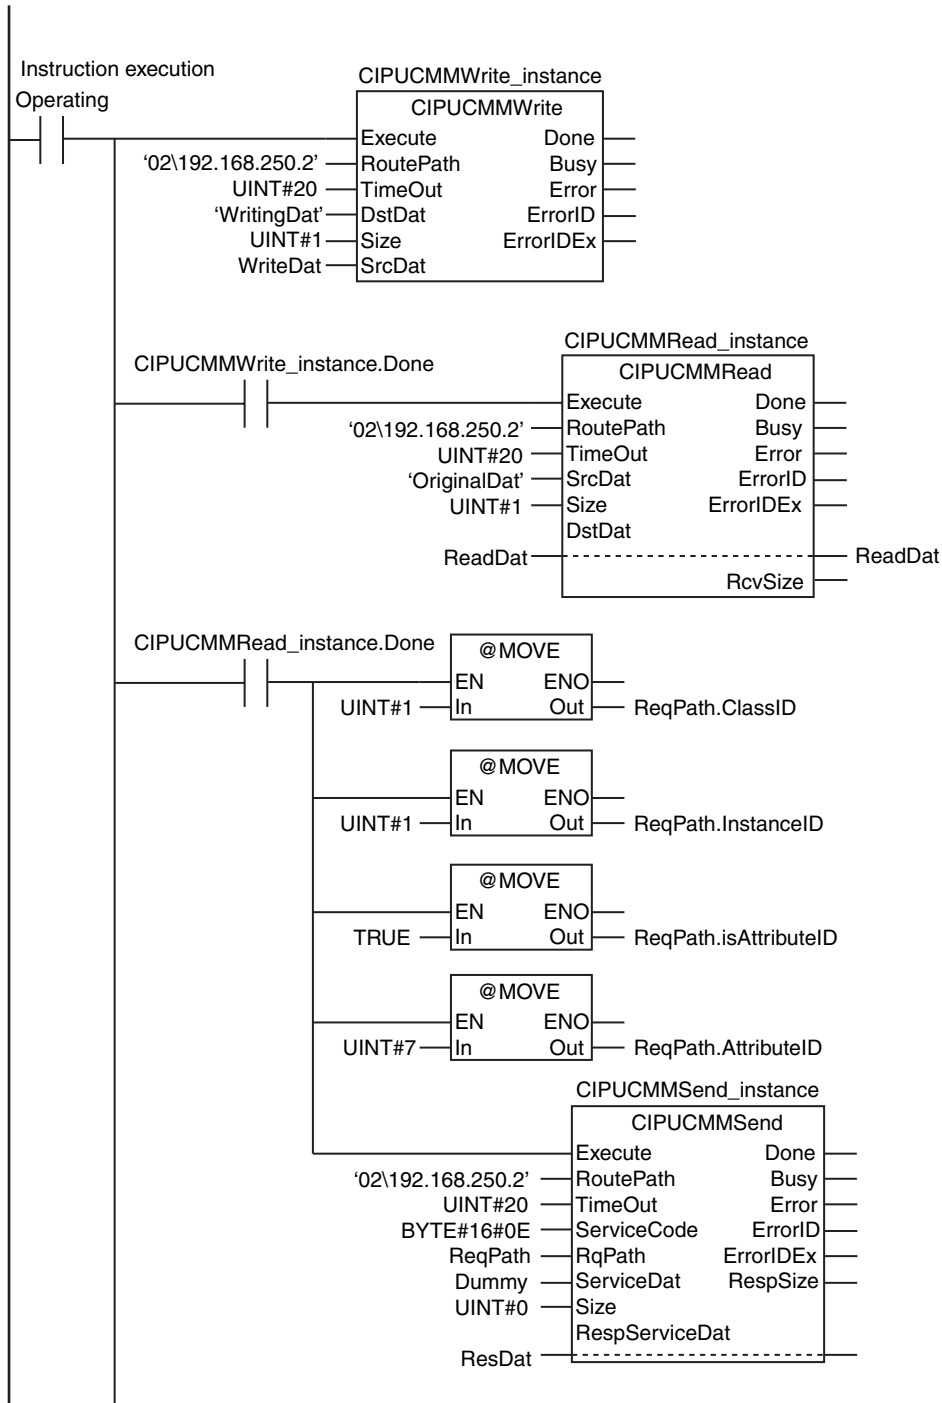 Instruction execution
Operating
CIPUCMMWrite_instance
CIPUCMMWrite
Execute Done
'02\192.168.250.2' RoutePath Busy
UINT#20 TimeOut Error
'WritingDat' DstDat ErrorID
UINT#1 Size ErrorIDEx
WriteDat SrcDat
CIPUCMMRead_instance
CIPUCMMWrite_instance.Done
CIPUCMMRead
Execute Done
'02\192.168.250.2' RoutePath Busy
UINT#20 TimeOut Error
'OriginalDat' SrcDat ErrorID
UINT#1 Size ErrorIDEx
DstDat
ReadDat ReadDat
RcvSize
CIPUCMMRead_instance.Done
@MOVE
EN ENO
UINT#1 In Out ReqPath.ClassID
@MOVE
EN ENO
UINT#1 In Out ReqPath.InstanceID
@MOVE
EN ENO
TRUE In Out ReqPath.isAttributeID
@MOVE
EN ENO
UINT#7 In Out ReqPath.AttributeID
CIPUCMMSend_instance
CIPUCMMSend
Execute Done
'02\192.168.250.2' RoutePath Busy
UINT#20 TimeOut Error
BYTE#16#0E ServiceCode ErrorID
ReqPath RqPath ErrorIDEx
Dummy ServiceDat RespSize
UINT#0 Size
RespServiceDat
ResDat